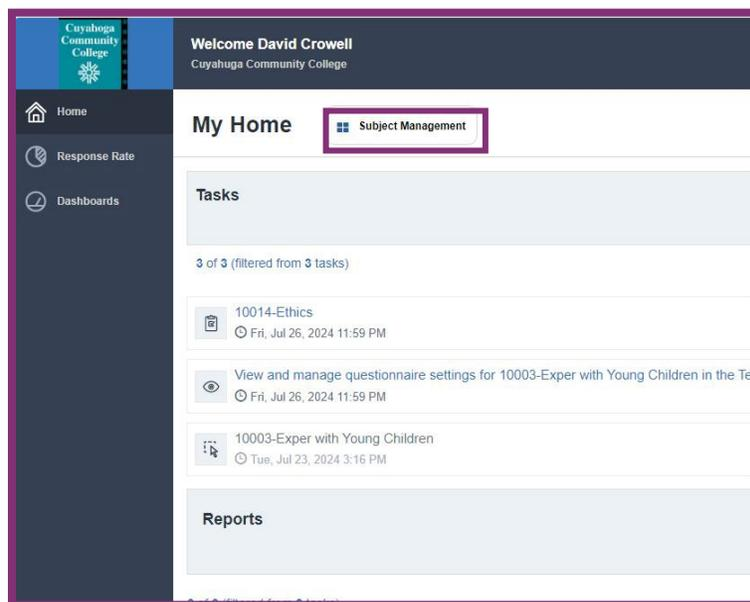 Cuyahoga
Community
College
Welcome David Crowell
Cuyahuga Community College
Home
Response Rate
Dashboards
My Home
Subject Management
Tasks
3 of 3 (filtered from 3 tasks)
10014-Ethics
Fri, Jul 26, 2024 11:59 PM
View and manage questionnaire settings for 10003-Exper with Young Children in the Te
Fri, Jul 26, 2024 11:59 PM
10003-Exper with Young Children
Tue, Jul 23, 2024 3:16 PM
Reports